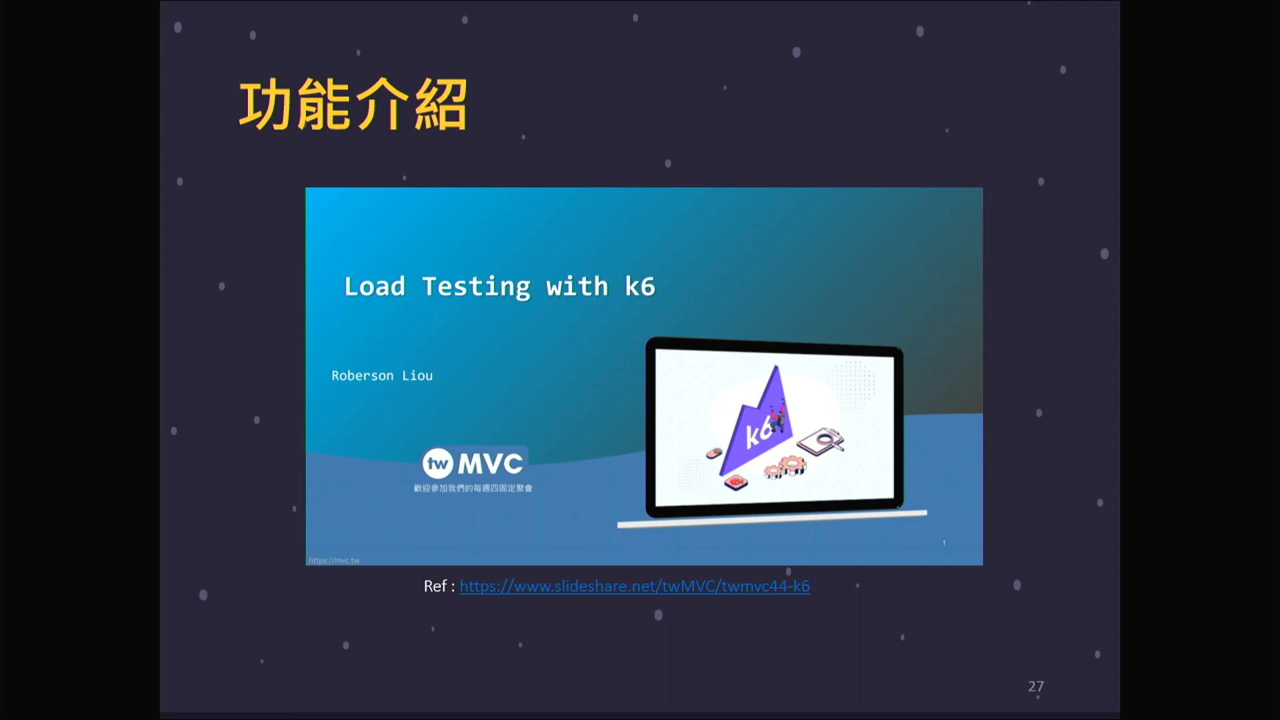 功能介紹
Load Testing with k6
Roberson Liou
k6
tw MVC
歡迎參加我們的每週四固定聚會
1
https://mvc.tw
Ref : https://www.slideshare.net/twMVC/twmvc44-k6
27